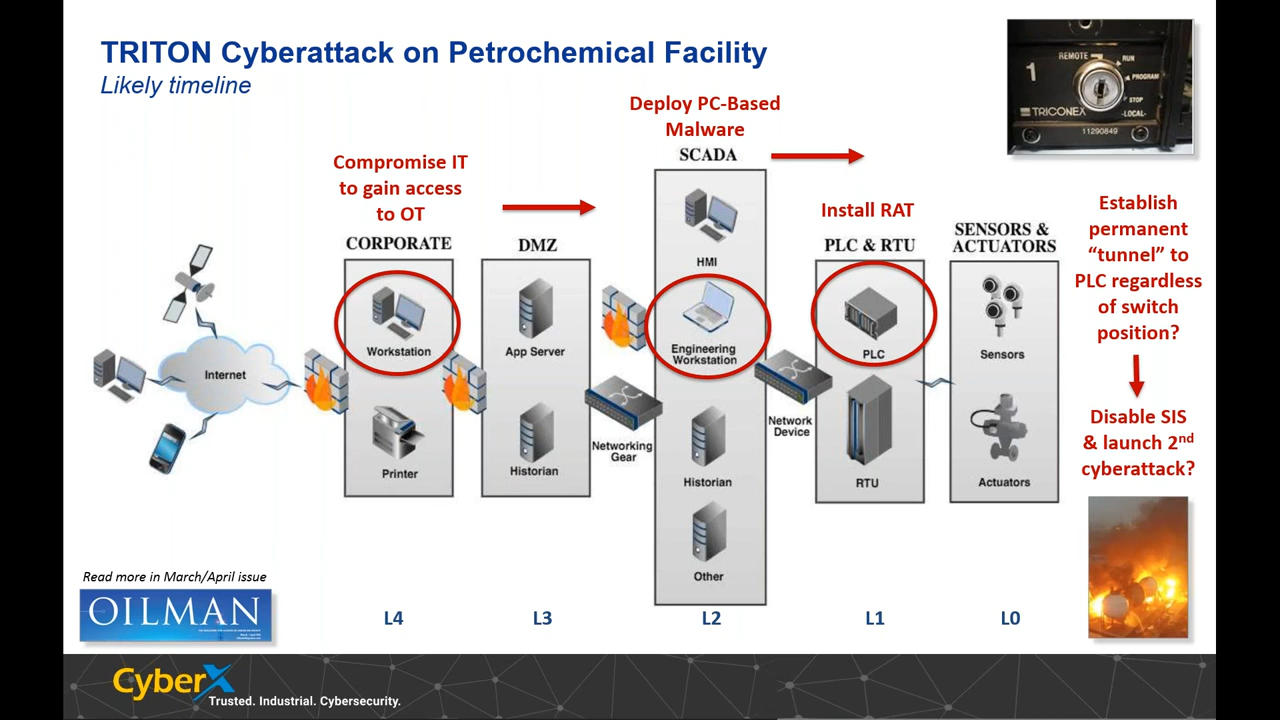 TRITON Cyberattack on Petrochemical Facility
Likely timeline
REMOTE
RUN
PROGRAM
STOP
-LOCAL-
1
TRICONEX
11290849
Deploy PC-Based
Malware
SCADA
Compromise IT
to gain access
to OT
Install RAT
Establish
permanent
“tunnel” to
PLC regardless
of switch
position?
CORPORATE
DMZ
PLC & RTU
SENSORS &
ACTUATORS
HMI
Internet
Workstation
App Server
Engineering
Workstation
PLC
Sensors
Printer
Historian
Networking
Gear
Network
Device
Historian
RTU
Actuators
Other
Disable SIS
& launch 2nd
cyberattack?
Read more in March/April issue
OILMAN
L4
L3
L2
L1
L0
CyberX
Trusted. Industrial. Cybersecurity.